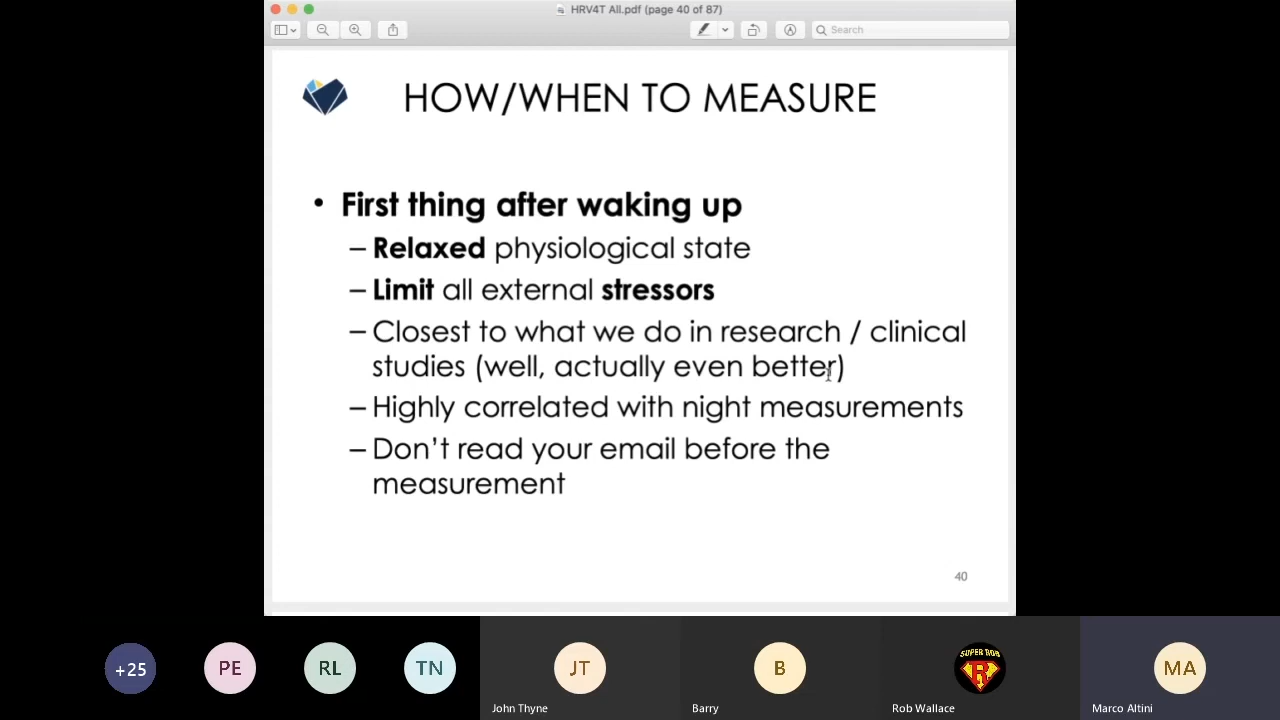 HRV4T All.pdf (page 40 of 87)
Search
HOW/WHEN TO MEASURE
• First thing after waking up
– Relaxed physiological state
– Limit all external stressors
– Closest to what we do in research / clinical
studies (well, actually even better)
– Highly correlated with night measurements
– Don’t read your email before the
measurement
40
+25
PE
RL
TN
JT
B
SUPER ROB
R
MA
John Thyne
Barry
Rob Wallace
Marco Altini